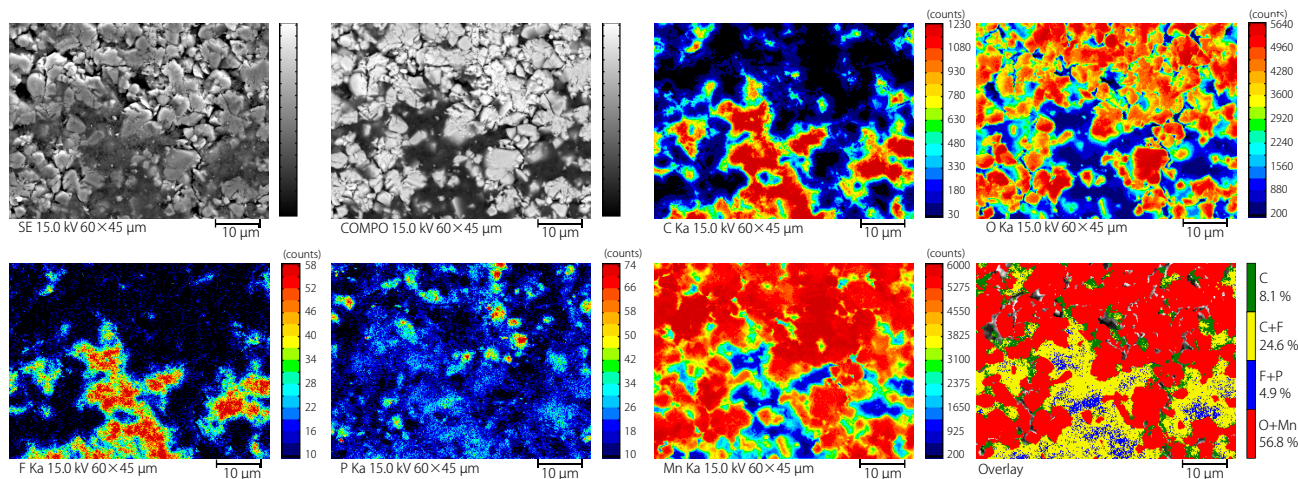 (counts)
1230
1080
930
780
630
480
330
180
30
(counts)
5640
4960
4280
3600
2920
2240
1560
880
200
SE 15.0 kV 60×45 µm
10 µm
COMPO 15.0 kV 60×45 µm
10 µm
C Ka 15.0 kV 60×45 µm
10 µm
O Ka 15.0 kV 60×45 µm
10 µm
(counts)
58
52
46
40
34
28
22
16
10
(counts)
74
66
58
50
42
34
26
18
10
(counts)
6000
5275
4550
3825
3100
2375
1650
925
200
C
8.1 %
C+F
24.6 %
F+P
4.9 %
O+Mn
56.8 %
F Ka 15.0 kV 60×45 µm
10 µm
P Ka 15.0 kV 60×45 µm
10 µm
Mn Ka 15.0 kV 60×45 µm
10 µm
Overlay
10 µm